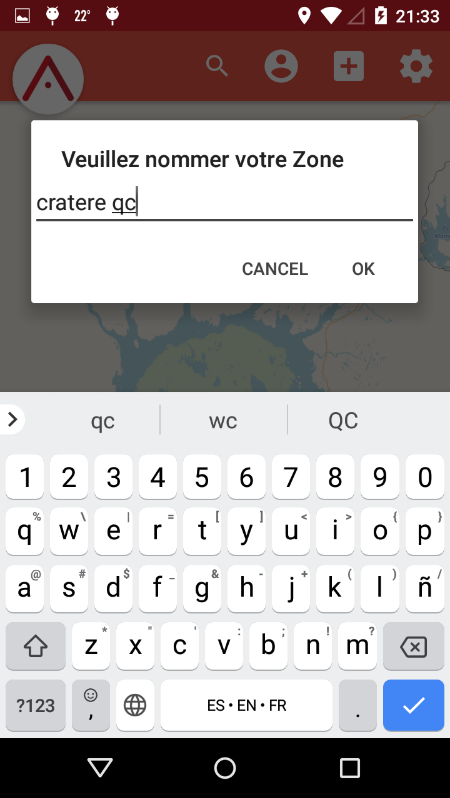 22° 21:33
Veuillez nommer votre Zone
cratere qc
CANCEL OK
qc wc QC
1 2 3 4 5 6 7 8 9 0
% \ | = [ ] < > { }
q w e r t y u i o p
@ # $ _ & - + ( ) /
a s d f g h j k l ñ
* " ' : ; ! ?
z x c v b n m
?123 , ES • EN • FR .